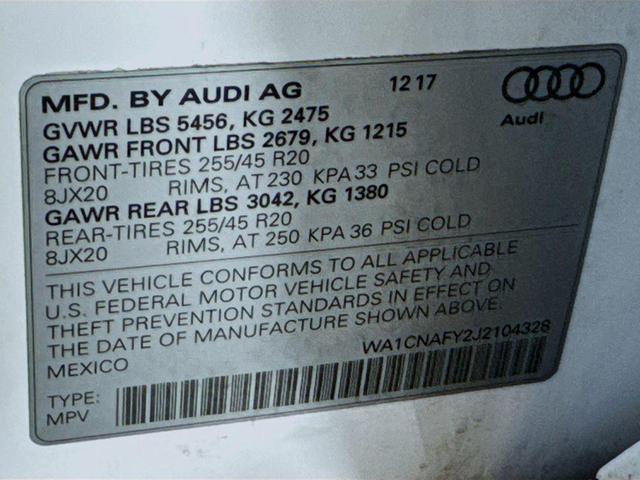 MFD. BY AUDI AG 12 17
Audi
GVWR LBS 5456, KG 2475
GAWR FRONT LBS 2679, KG 1215
FRONT-TIRES 255/45 R20
8JX20 RIMS, AT 230 KPA 33 PSI COLD
GAWR REAR LBS 3042, KG 1380
REAR-TIRES 255/45 R20
8JX20 RIMS, AT 250 KPA 36 PSI COLD
THIS VEHICLE CONFORMS TO ALL APPLICABLE
U.S. FEDERAL MOTOR VEHICLE SAFETY AND
THEFT PREVENTION STANDARDS IN EFFECT ON
THE DATE OF MANUFACTURE SHOWN ABOVE.
MEXICO WA1CNAFY2J2104328
TYPE:
MPV